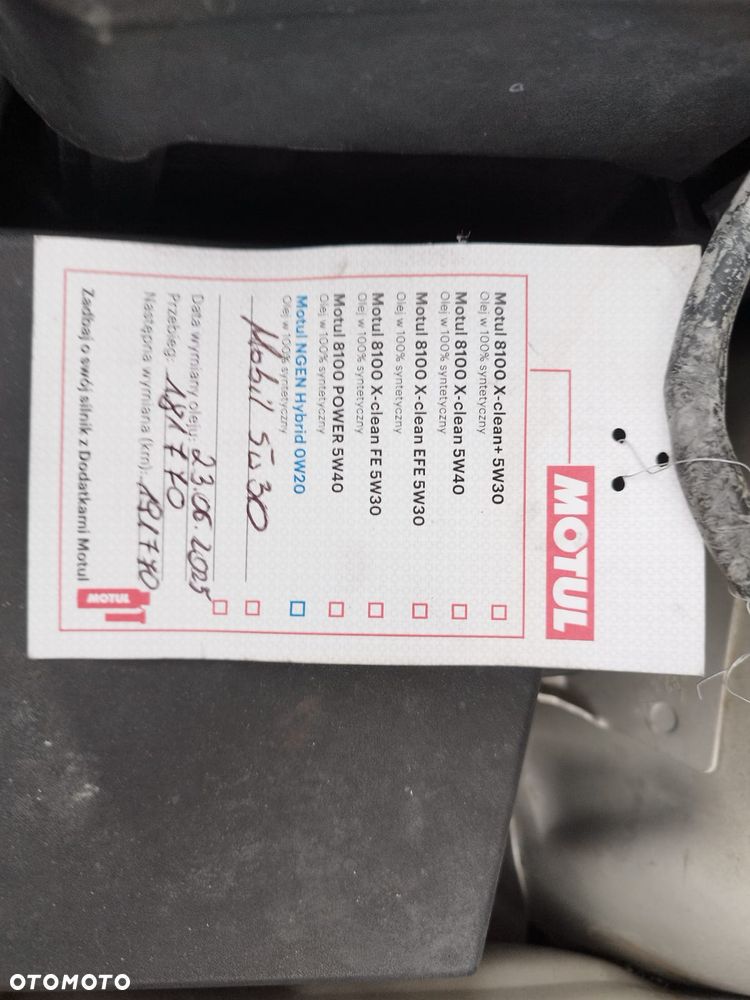 MOTUL
Motul 8100 X-clean+ 5W30
Olej w 100% syntetyczny
Motul 8100 X-clean 5W40
Olej w 100% syntetyczny
Motul 8100 X-clean EFE 5W30
Olej w 100% syntetyczny
Motul 8100 X-clean FE 5W30
Olej w 100% syntetyczny
Motul 8100 POWER 5W40
Olej w 100% syntetyczny
Motul NGEN Hybrid 0W20
Olej w 100% syntetyczny
Mobil 5w30
Data wymiany oleju: 23.06.2025
Przebieg: 181770
Następna wymiana (km): 191770
Zadbaj o swój silnik z Dodatkami Motul
MOTUL
OTOMOTO